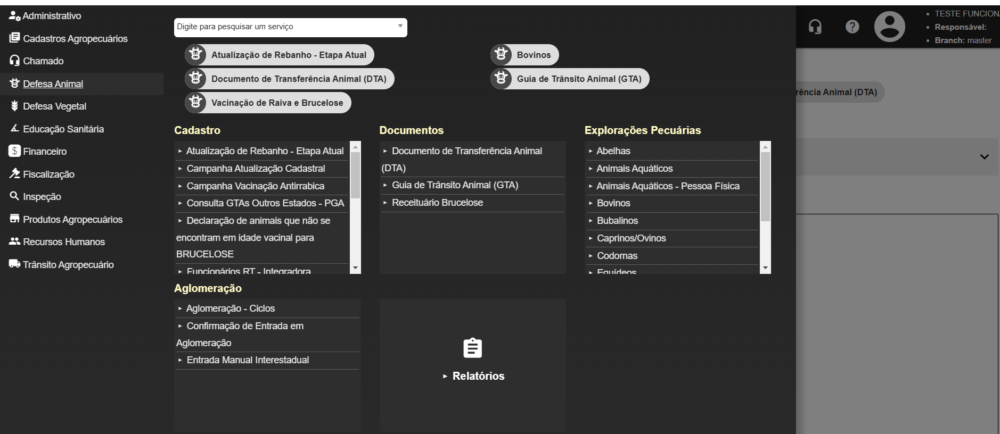 Administrativo
Cadastros Agropecuários
Chamado
Defesa Animal
Defesa Vegetal
Educação Sanitária
Financeiro
Fiscalização
Inspeção
Produtos Agropecuários
Recursos Humanos
Trânsito Agropecuário
Digite para pesquisar um serviço
Atualização de Rebanho - Etapa Atual
Bovinos
Documento de Transferência Animal (DTA)
Guia de Trânsito Animal (GTA)
Vacinação de Raiva e Brucelose
Cadastro
Atualização de Rebanho - Etapa Atual
Campanha Atualização Cadastral
Campanha Vacinação Antirrabica
Consulta GTAs Outros Estados - PGA
Declaração de animais que não se
encontram em idade vacinal para
BRUCELOSE
Funcionários RT - Integradora
Documentos
Documento de Transferência Animal
(DTA)
Guia de Trânsito Animal (GTA)
Receituário Brucelose
Explorações Pecuárias
Abelhas
Animais Aquáticos
Animais Aquáticos - Pessoa Física
Bovinos
Bubalinos
Caprinos/Ovinos
Codornas
Equídeos
Aglomeração
Aglomeração - Ciclos
Confirmação de Entrada em
Aglomeração
Entrada Manual Interestadual
Relatórios
TESTE FUNCIONA
Responsável:
Branch: master
rência Animal (DTA)